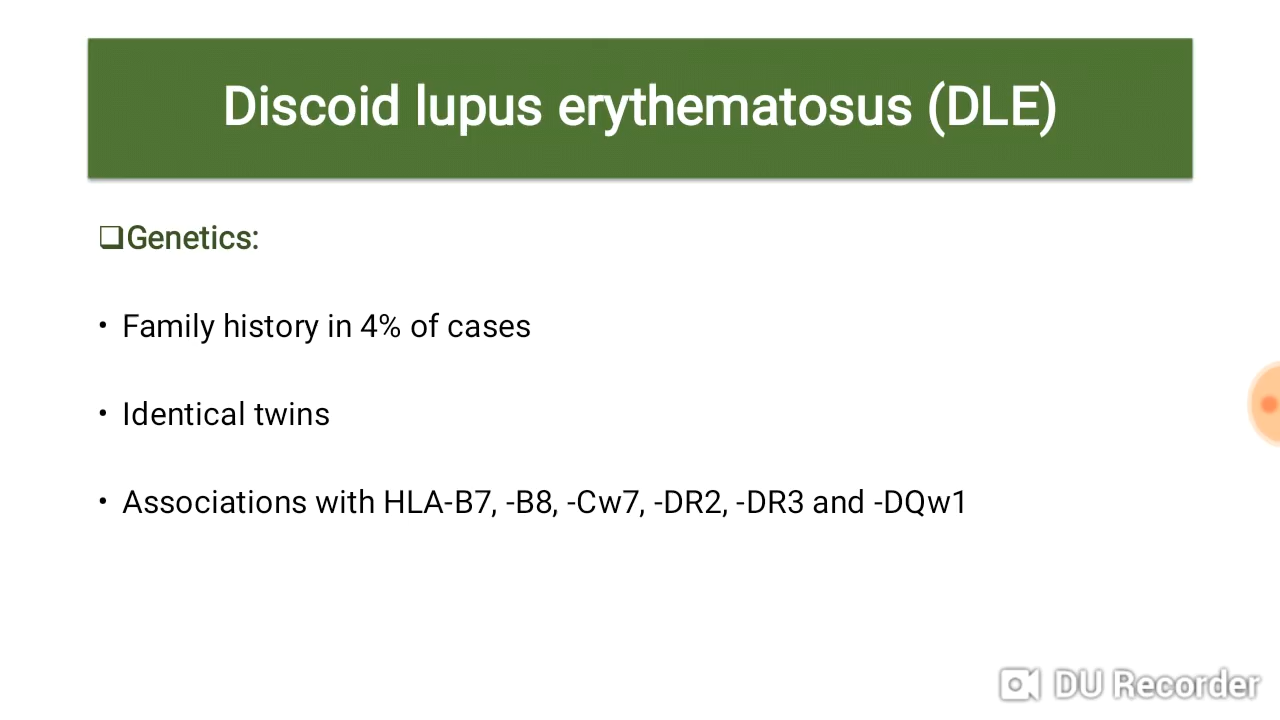 Discoid lupus erythematosus (DLE)
❑Genetics:
• Family history in 4% of cases
• Identical twins
• Associations with HLA-B7, -B8, -Cw7, -DR2, -DR3 and -DQw1
DU Recorder